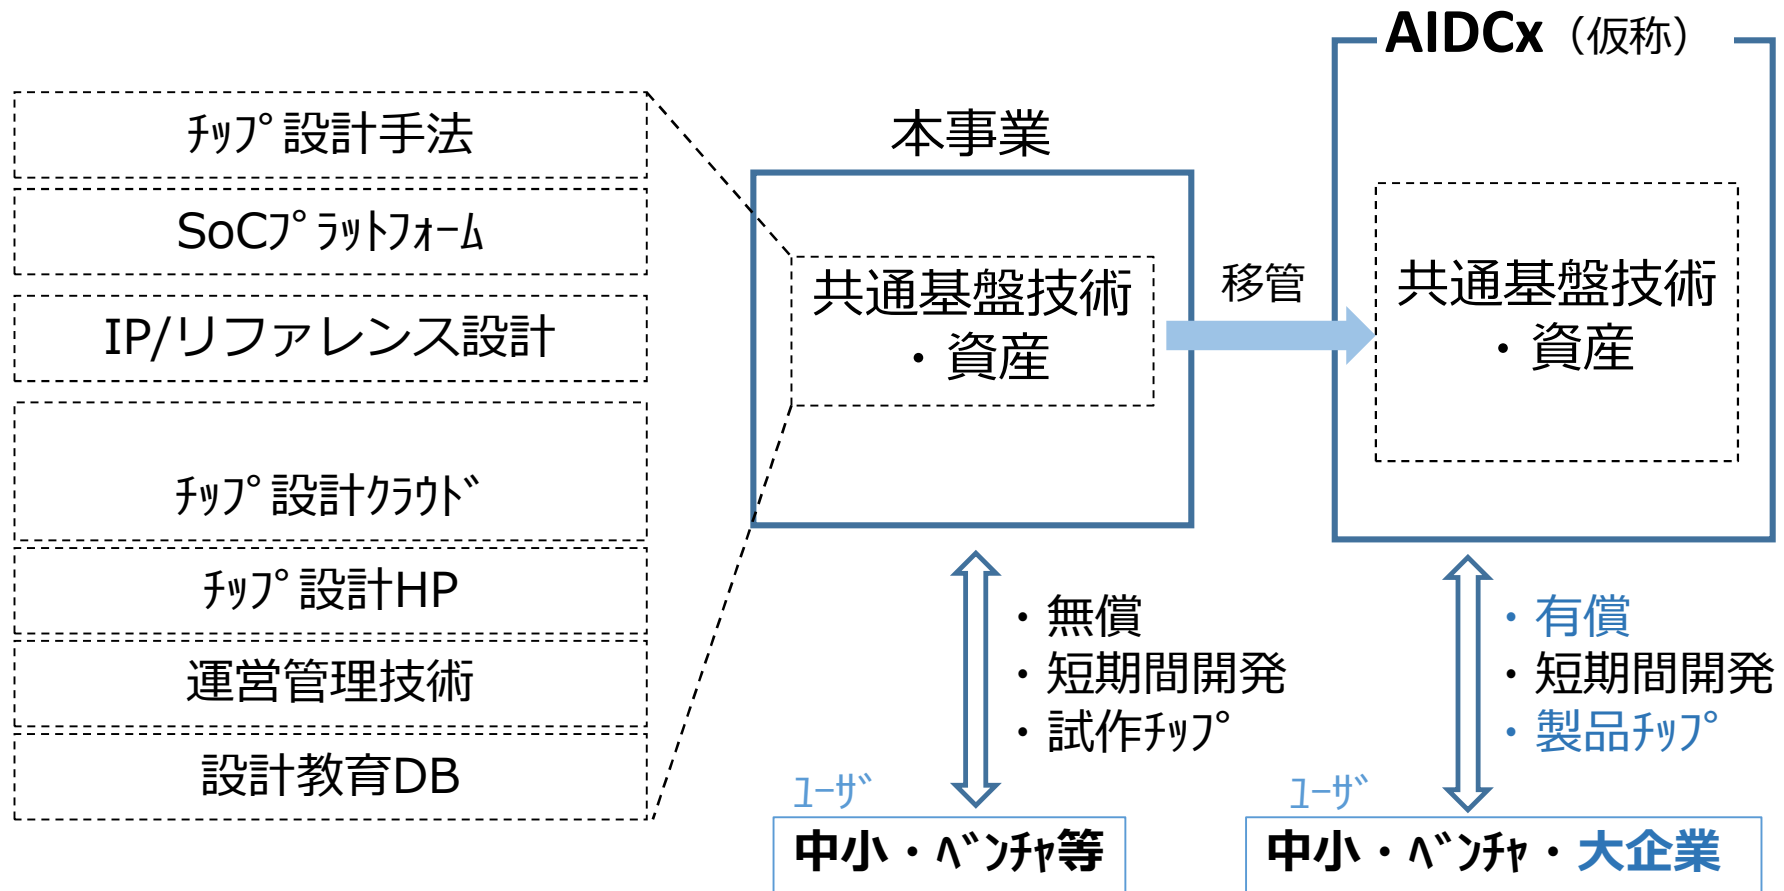 AIDCx（仮称）
ﾁｯﾌﾟ設計手法
SoCﾌﾟﾗｯﾄﾌｫｰﾑ
IP/リファレンス設計
ﾁｯﾌﾟ設計ｸﾗｳﾄﾞ
ﾁｯﾌﾟ設計HP
運営管理技術
設計教育DB
本事業
共通基盤技術
・資産
移管
共通基盤技術
・資産
・無償
・短期間開発
・試作ﾁｯﾌﾟ
ﾕｰｻﾞ
中小・ﾍﾞﾝﾁｬ等
・有償
・短期間開発
・製品ﾁｯﾌﾟ
ﾕｰｻﾞ
中小・ﾍﾞﾝﾁｬ・大企業